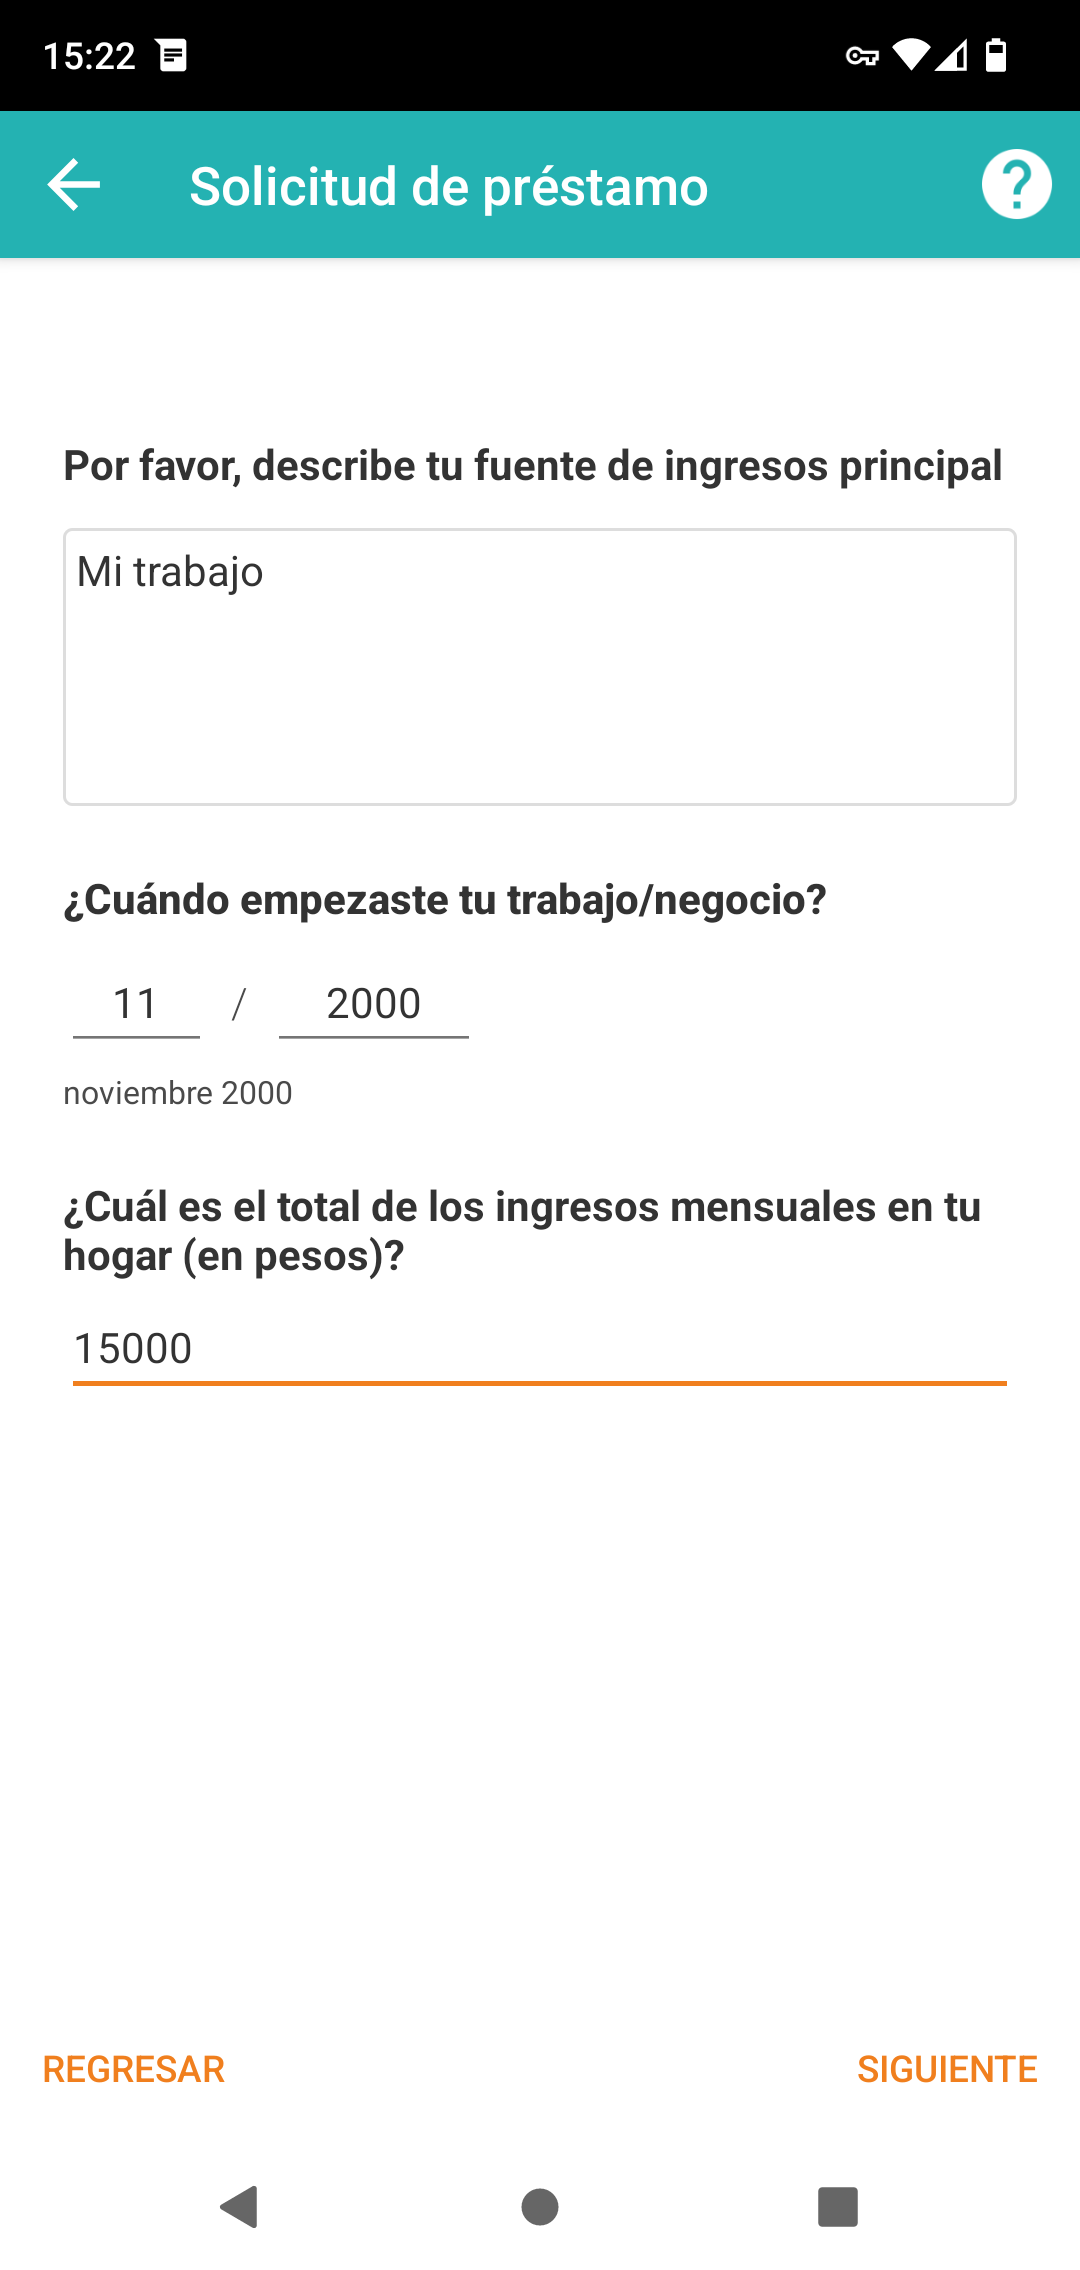 15:22
Solicitud de préstamo
Por favor, describe tu fuente de ingresos principal
Mi trabajo
¿Cuándo empezaste tu trabajo/negocio?
11 / 2000
noviembre 2000
¿Cuál es el total de los ingresos mensuales en tu
hogar (en pesos)?
15000
REGRESAR SIGUIENTE